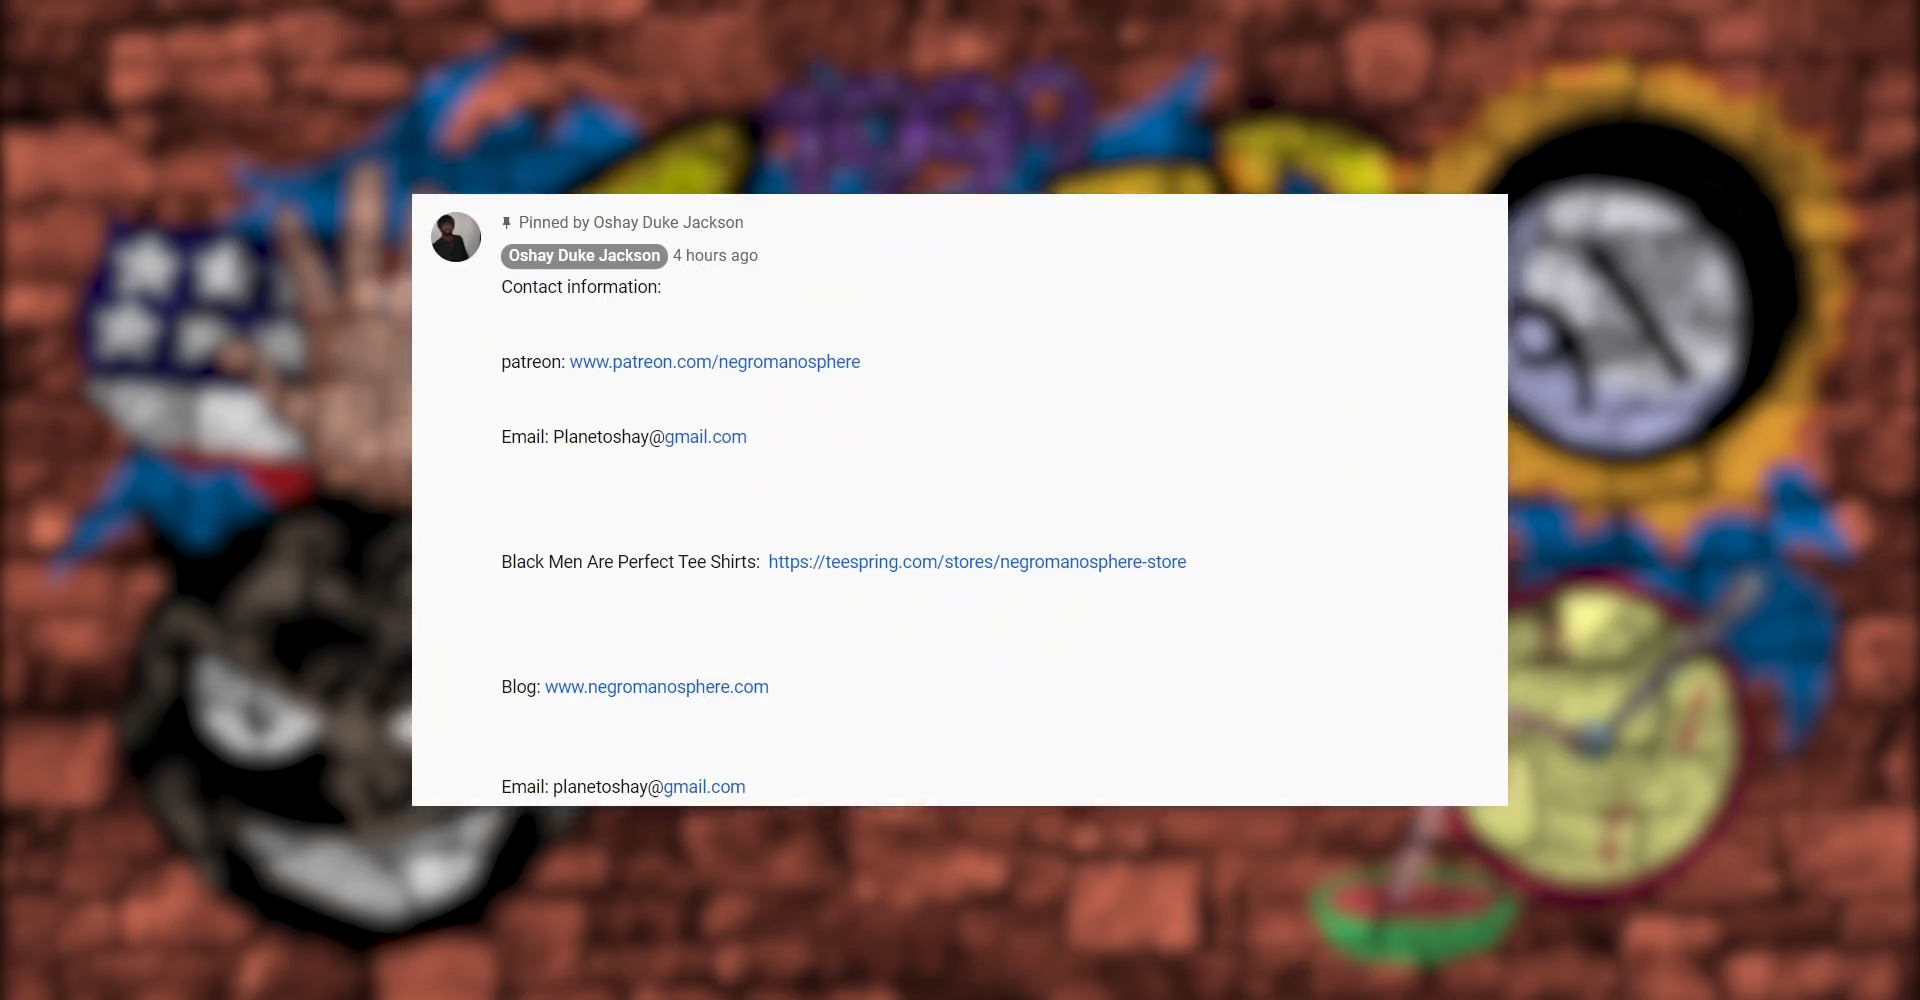 Pinned by Oshay Duke Jackson
Oshay Duke Jackson 4 hours ago
Contact information:
patreon: www.patreon.com/negromanosphere
Email: Planetoshay@gmail.com
Black Men Are Perfect Tee Shirts: https://teespring.com/stores/negromanosphere-store
Blog: www.negromanosphere.com
Email: planetoshay@gmail.com